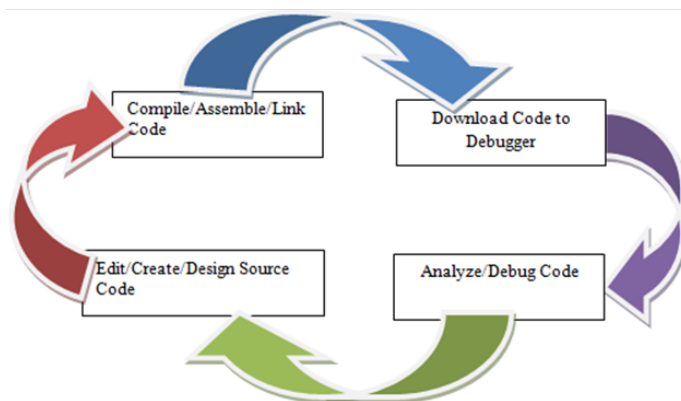 Compile/Assemble/Link
Code
Download Code to
Debugger
Edit/Create/Design Source
Code
Analyze/Debug Code